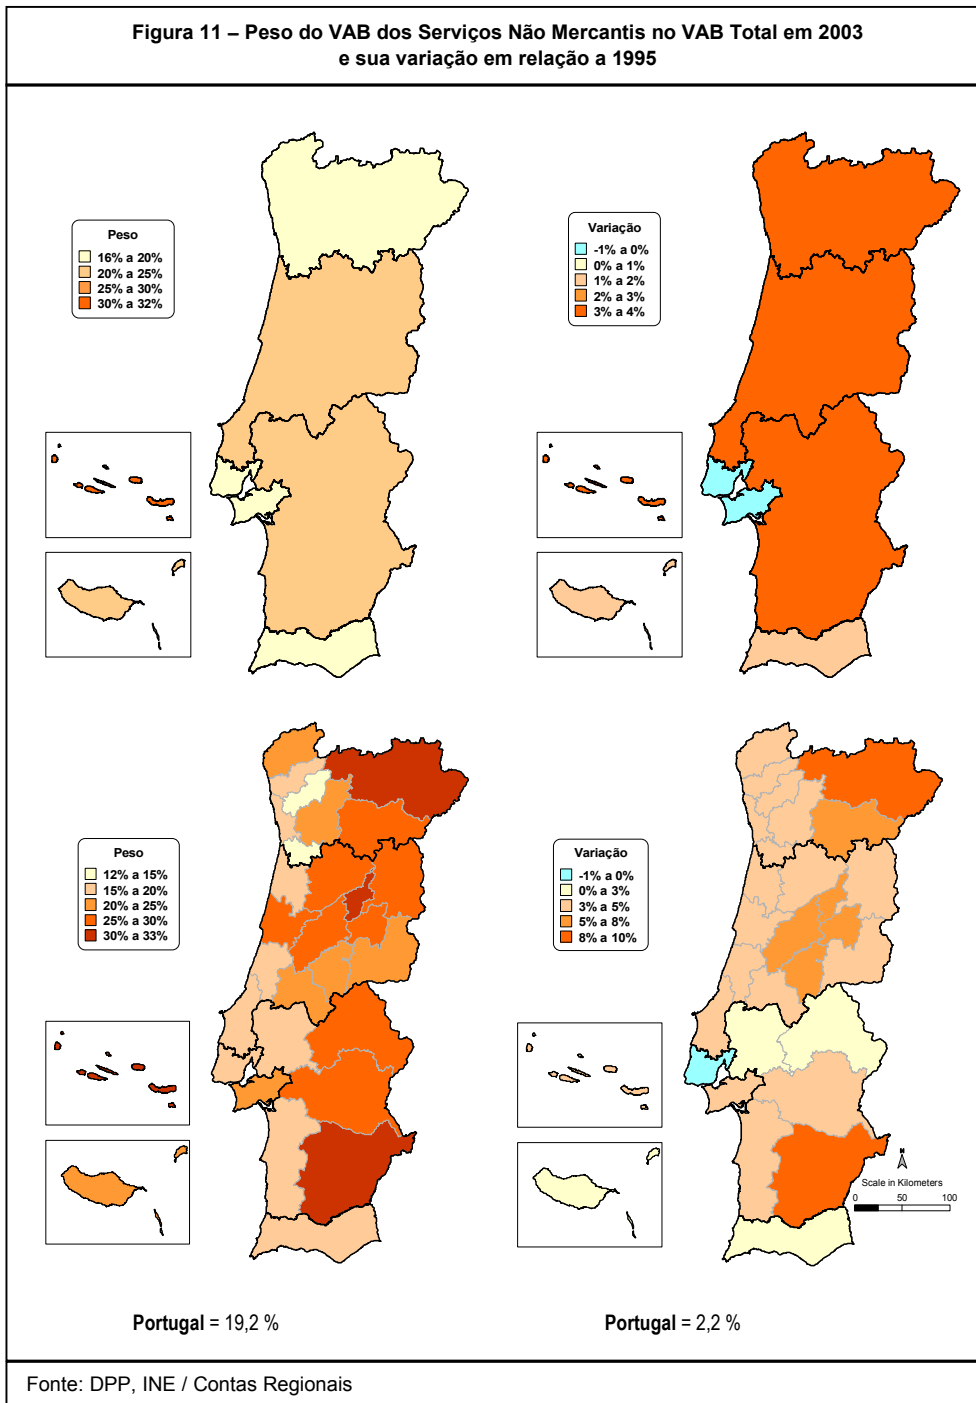 Figura 11 – Peso do VAB dos Serviços Não Mercantis no VAB Total em 2003
e sua variação em relação a 1995
Peso
16% a 20%
20% a 25%
25% a 30%
30% a 32%
Variação
-1% a 0%
0% a 1%
1% a 2%
2% a 3%
3% a 4%
Peso
12% a 15%
15% a 20%
20% a 25%
25% a 30%
30% a 33%
Variação
-1% a 0%
0% a 3%
3% a 5%
5% a 8%
8% a 10%
N
Scale in Kilometers
0 50 100
Portugal = 19,2 %
Portugal = 2,2 %
Fonte: DPP, INE / Contas Regionais